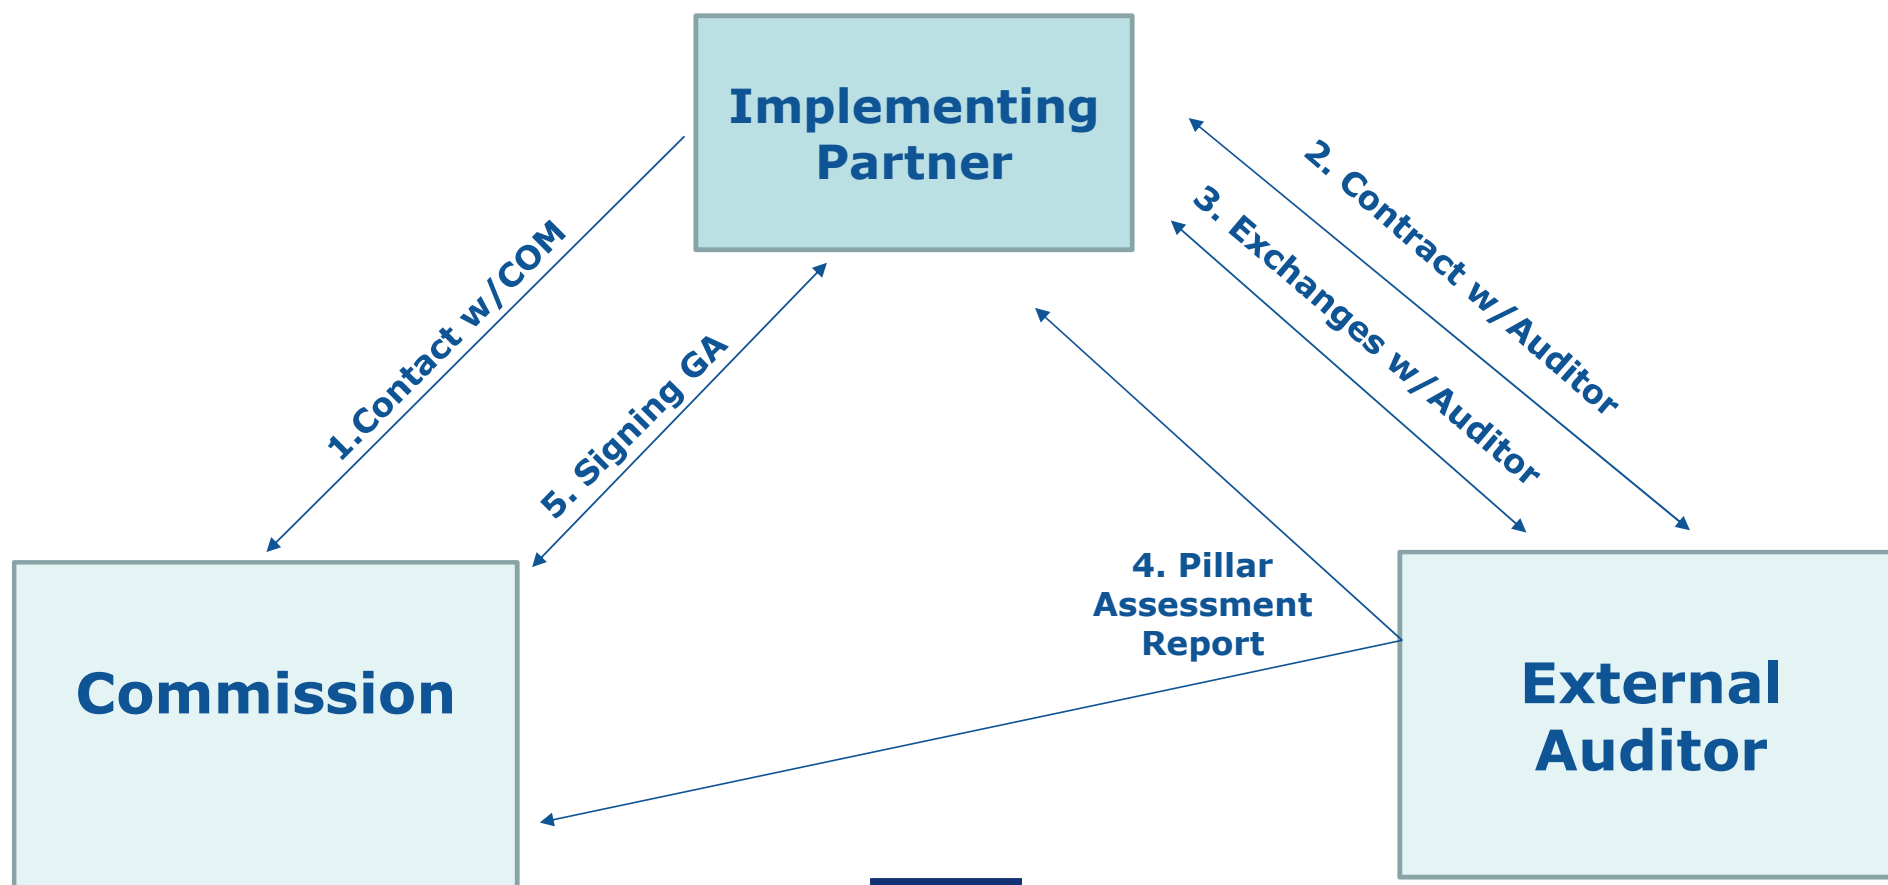 Implementing
Partner
1.Contact w/COM
2. Contract w/Auditor
3. Exchanges w/Auditor
5. Signing GA
4. Pillar
Assessment
Report
Commission
External
Auditor